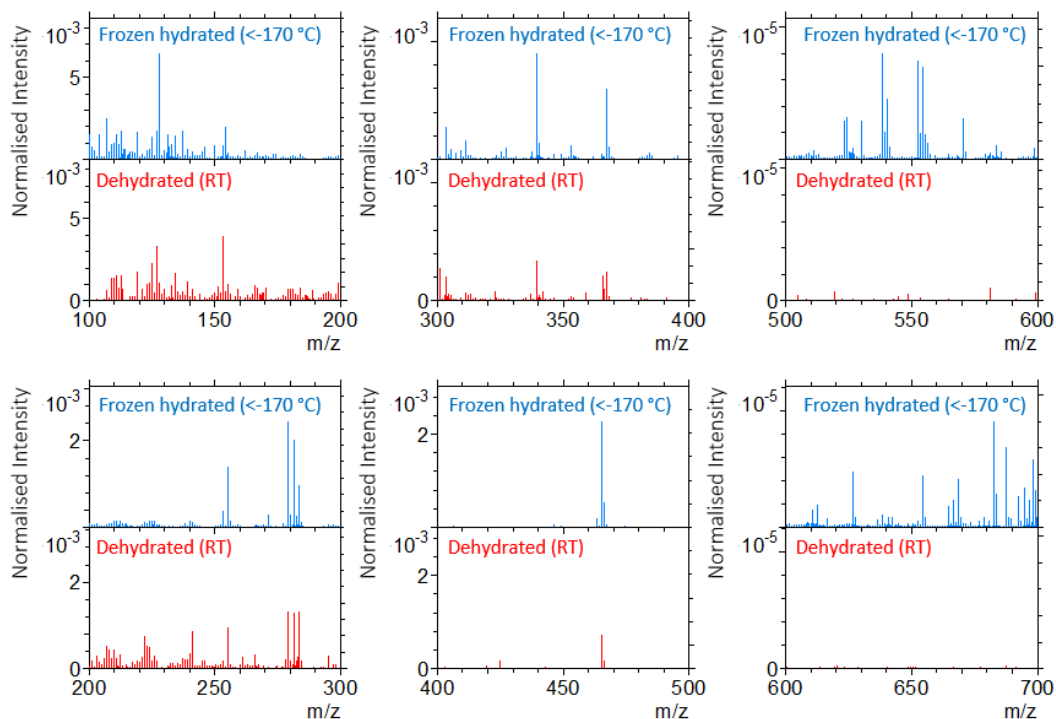 Normalised Intensity
10-3
5
Frozen hydrated (<-170 °C)
10-3
5
0
Dehydrated (RT)
100
150
200
m/z
Normalised Intensity
10-3
Frozen hydrated (<-170 °C)
10-3
0
Dehydrated (RT)
300
350
400
m/z
Normalised Intensity
10-5
Frozen hydrated (<-170 °C)
10-5
0
Dehydrated (RT)
500
550
600
m/z
Normalised Intensity
10-3
2
Frozen hydrated (<-170 °C)
10-3
2
0
Dehydrated (RT)
200
250
300
m/z
Normalised Intensity
10-3
2
Frozen hydrated (<-170 °C)
10-3
2
0
Dehydrated (RT)
400
450
500
m/z
Normalised Intensity
10-5
Frozen hydrated (<-170 °C)
10-5
0
Dehydrated (RT)
600
650
700
m/z